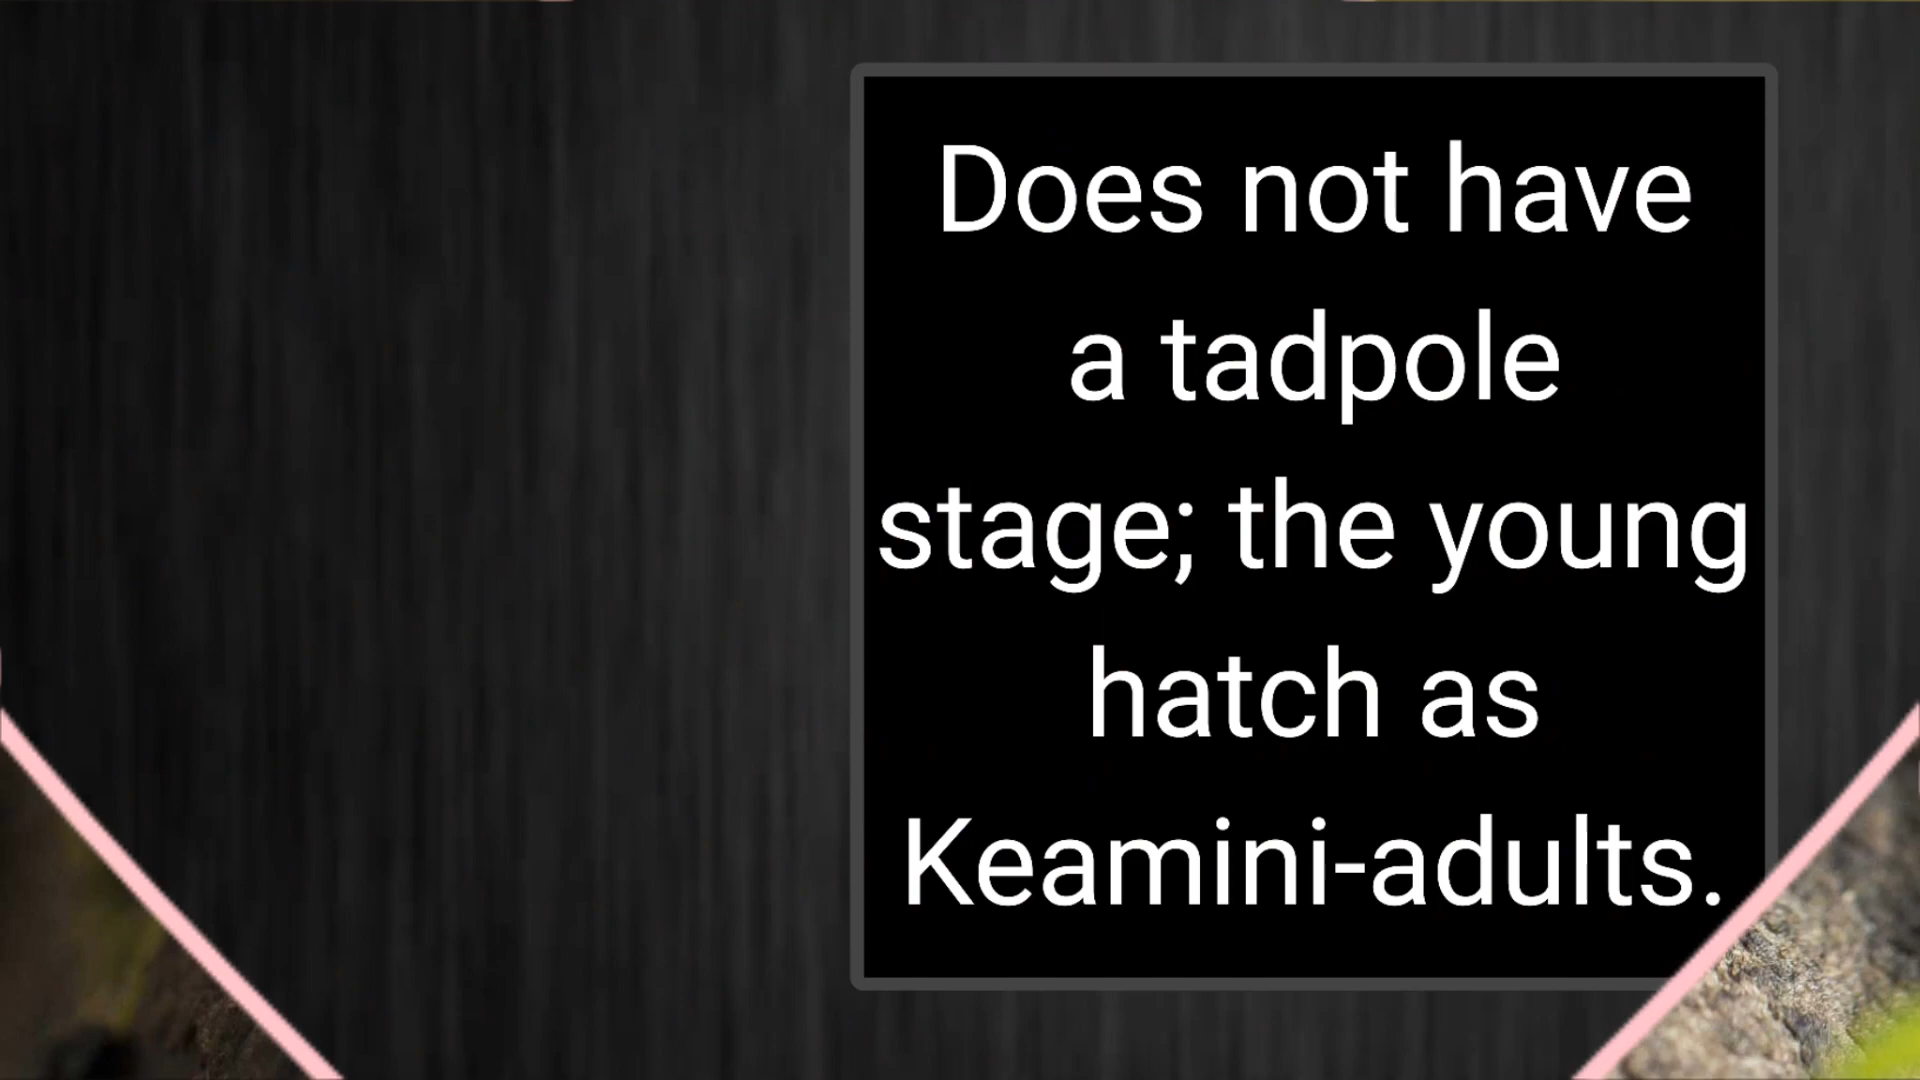 Does not have
a tadpole
stage; the young
hatch as
Keamini-adults.